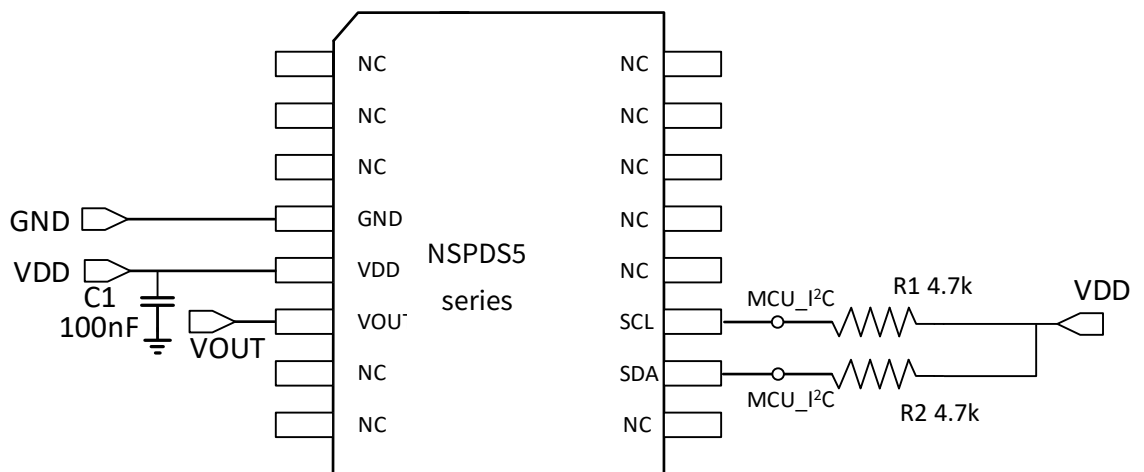 NC NC
NC NC
NC NC
GND GND NC
VDD VDD NSPDS5 NC
C1 series MCU_I²C R1 4.7k VDD
100nF VOUT SCL
VOUT NC SDA
MCU_I²C R2 4.7k
NC NC